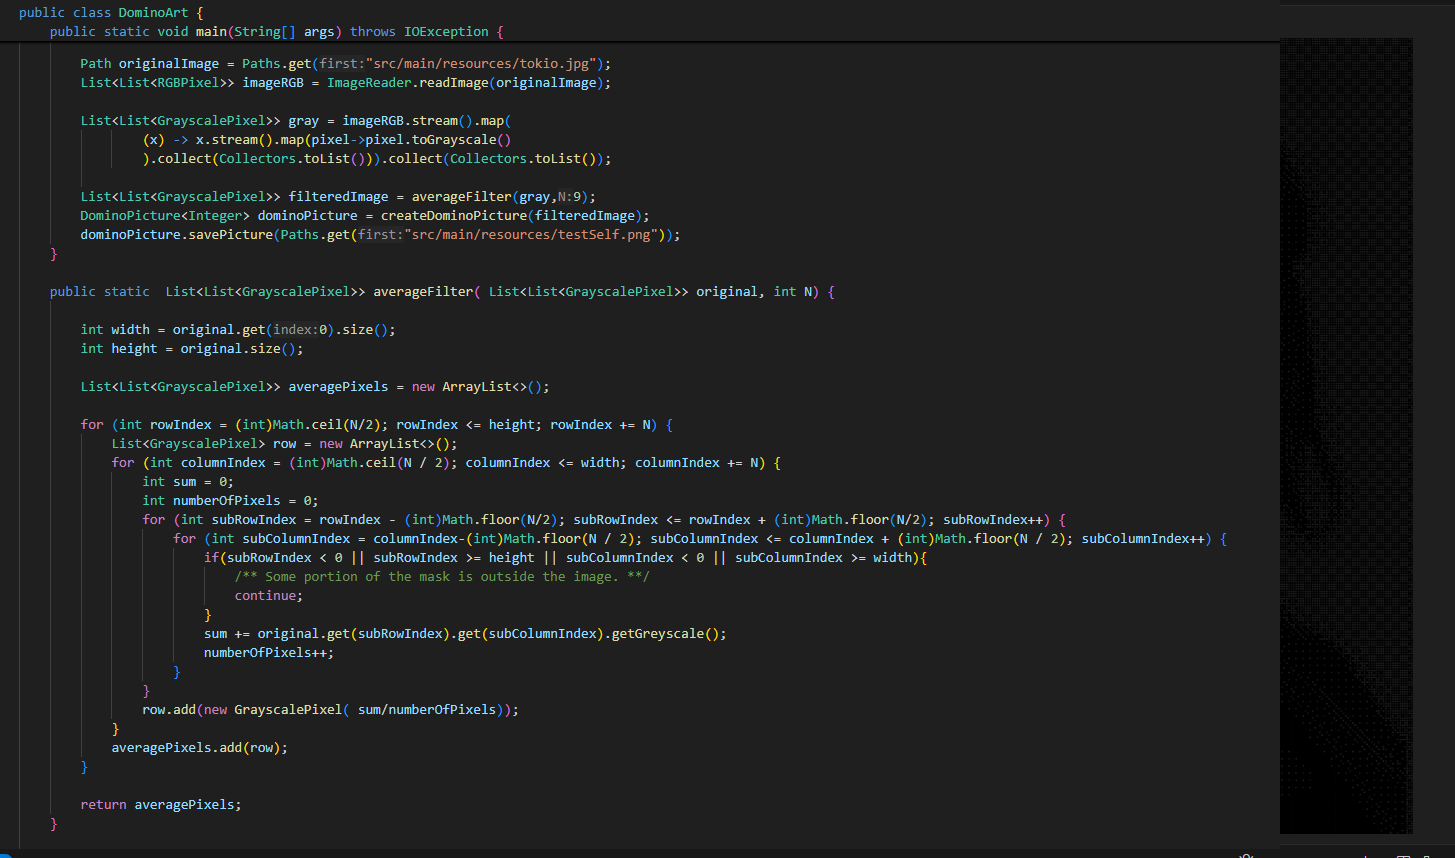 public class DominoArt {
public static void main(String[] args) throws IOException {
Path originalImage = Paths.get(first:"src/main/resources/tokio.jpg");
List<List<RGBPixel>> imageRGB = ImageReader.readImage(originalImage);
List<List<GrayscalePixel>> gray = imageRGB.stream().map(
(x) -> x.stream().map(pixel->pixel.toGrayscale()
).collect(Collectors.toList())).collect(Collectors.toList());
List<List<GrayscalePixel>> filteredImage = averageFilter(gray,N:9);
DominoPicture<Integer> dominoPicture = createDominoPicture(filteredImage);
dominoPicture.savePicture(Paths.get(first:"src/main/resources/testSelf.png"));
}
public static  List<List<GrayscalePixel>> averageFilter( List<List<GrayscalePixel>> original, int N) {
int width = original.get(index:0).size();
int height = original.size();
List<List<GrayscalePixel>> averagePixels = new ArrayList<>();
for (int rowIndex = (int)Math.ceil(N/2); rowIndex <= height; rowIndex += N) {
List<GrayscalePixel> row = new ArrayList<>();
for (int columnIndex = (int)Math.ceil(N / 2); columnIndex <= width; columnIndex += N) {
int sum = 0;
int numberOfPixels = 0;
for (int subRowIndex = rowIndex - (int)Math.floor(N/2); subRowIndex <= rowIndex + (int)Math.floor(N/2); subRowIndex++) {
for (int subColumnIndex = columnIndex-(int)Math.floor(N / 2); subColumnIndex <= columnIndex + (int)Math.floor(N / 2); subColumnIndex++) {
if(subRowIndex < 0 || subRowIndex >= height || subColumnIndex < 0 || subColumnIndex >= width){
/** Some portion of the mask is outside the image. **/
continue;
}
sum += original.get(subRowIndex).get(subColumnIndex).getGreyscale();
numberOfPixels++;
}
}
row.add(new GrayscalePixel( sum/numberOfPixels));
}
averagePixels.add(row);
}
return averagePixels;
}